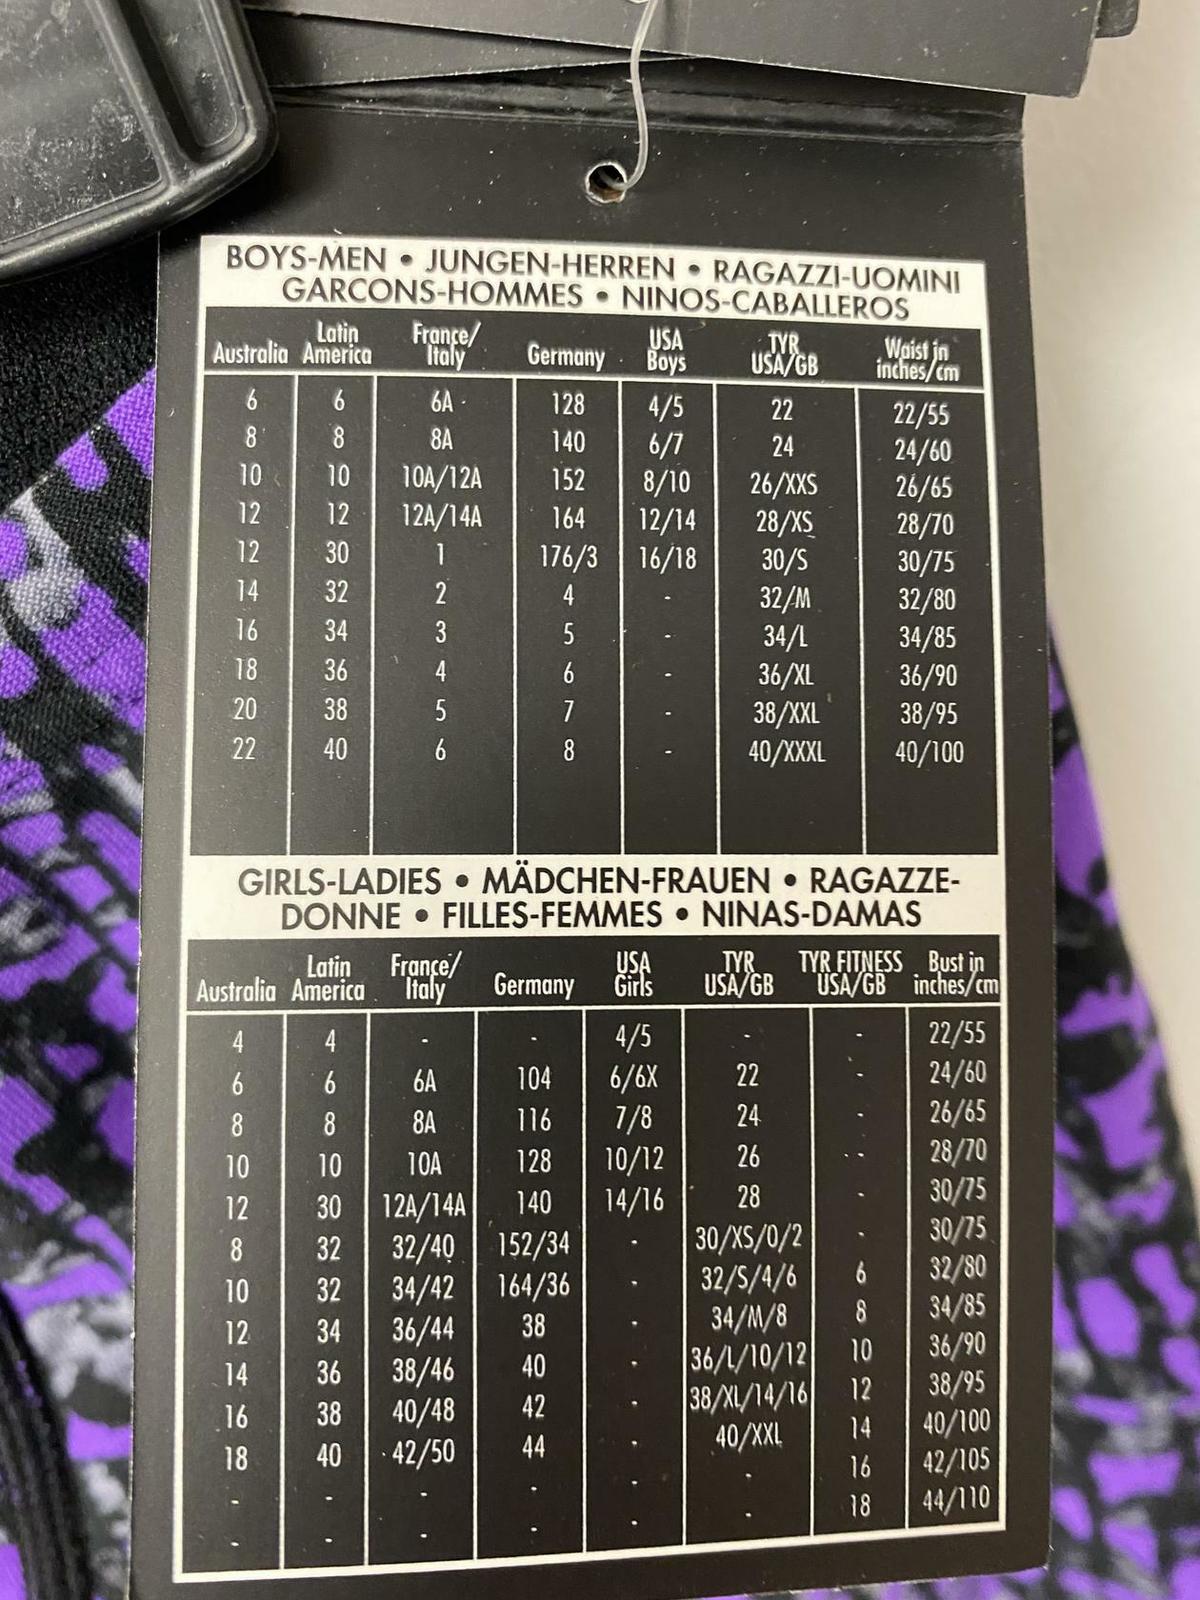 BOYS-MEN • JUNGEN-HERREN • RAGAZZI-UOMINI
GARCONS-HOMMES • NINOS-CABALLEROS
Australia Latin America France/Italy Germany USA Boys TYR USA/GB Waist in inches/cm
6 6 6A 128 4/5 22 22/55
8 8 8A 140 6/7 24 24/60
10 10 10A/12A 152 8/10 26/XXS 26/65
12 12 12A/14A 164 12/14 28/XS 28/70
12 30 1 176/3 16/18 30/S 30/75
14 32 2 4 - 32/M 32/80
16 34 3 5 - 34/L 34/85
18 36 4 6 - 36/XL 36/90
20 38 5 7 - 38/XXL 38/95
22 40 6 8 - 40/XXXL 40/100
GIRLS-LADIES • MÄDCHEN-FRAUEN • RAGAZZE-
DONNE • FILLES-FEMMES • NINAS-DAMAS
Australia Latin America France/Italy Germany USA Girls TYR USA/GB TYR FITNESS USA/GB Bust in inches/cm
4 4 - - 4/5 - - 22/55
6 6 6A 104 6/6X 22 - 24/60
8 8 8A 116 7/8 24 - 26/65
10 10 10A 128 10/12 26 - 28/70
12 30 12A/14A 140 14/16 28 - 30/75
8 32 32/40 152/34 - 30/XS/0/2 - 30/75
10 32 34/42 164/36 - 32/S/4/6 6 32/80
12 34 36/44 38 - 34/M/8 8 34/85
14 36 38/46 40 - 36/L/10/12 10 36/90
16 38 40/48 42 - 38/XL/14/16 12 38/95
18 40 42/50 44 - 40/XXL 14 40/100
- - - - - - 16 42/105
- - - - - - 18 44/110